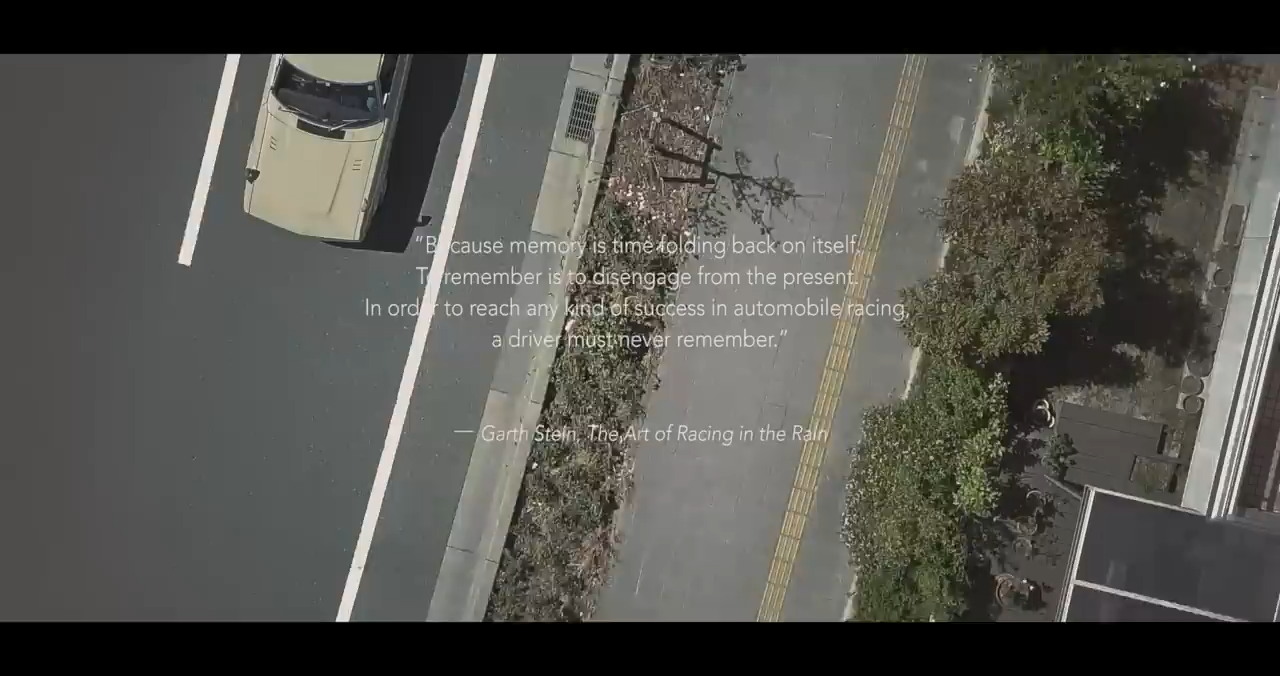 “Because memory is time folding back on itself.
To remember is to disengage from the present.
In order to reach any kind of success in automobile racing,
a driver must never remember.”
— Garth Stein, The Art of Racing in the Rain